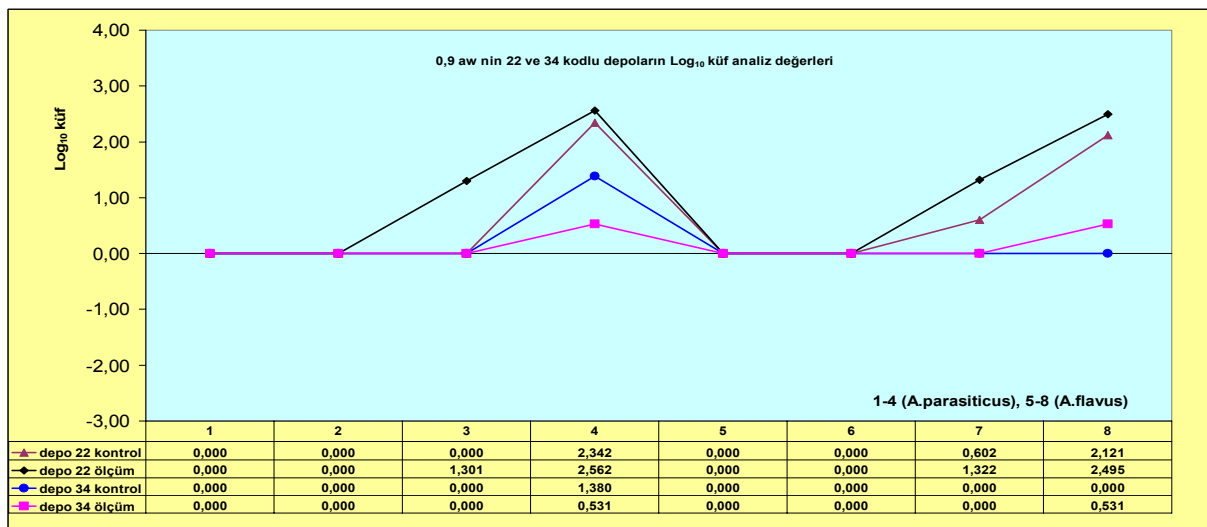 4,00
0,9 aw nin 22 ve 34 kodlu depoların Log₁₀ küf analiz değerleri
3,00
2,00
1,00
0,00
-1,00
-2,00
-3,00
Log₁₀ küf
1-4 (A.parasiticus), 5-8 (A.flavus)
1 2 3 4 5 6 7 8
depo 22 kontrol 0,000 0,000 0,000 2,342 0,000 0,000 0,602 2,121
depo 22 ölçüm 0,000 0,000 1,301 2,562 0,000 0,000 1,322 2,495
depo 34 kontrol 0,000 0,000 0,000 1,380 0,000 0,000 0,000 0,000
depo 34 ölçüm 0,000 0,000 0,000 0,531 0,000 0,000 0,000 0,531